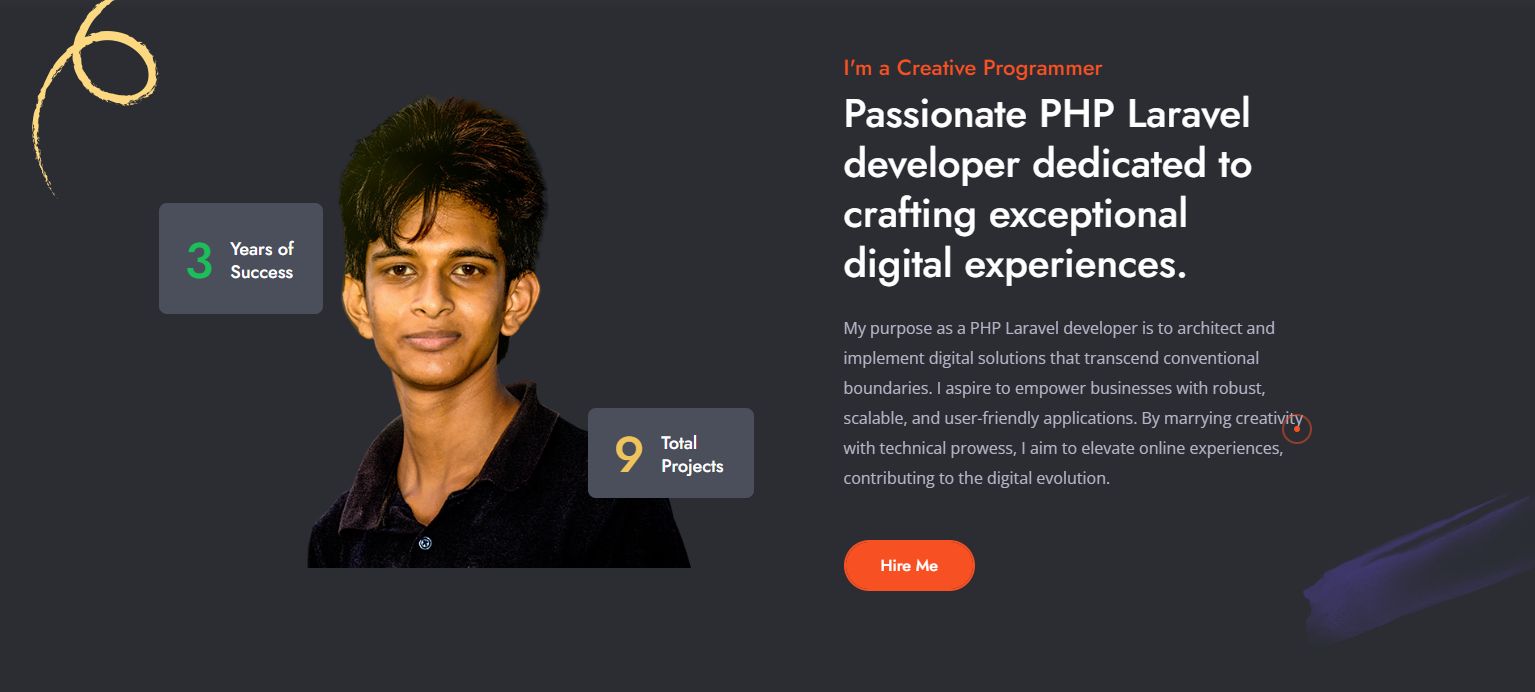 3
Years of
Success
9
Total
Projects
I'm a Creative Programmer
Passionate PHP Laravel
developer dedicated to
crafting exceptional
digital experiences.
My purpose as a PHP Laravel developer is to architect and
implement digital solutions that transcend conventional
boundaries. I aspire to empower businesses with robust,
scalable, and user-friendly applications. By marrying creativity
with technical prowess, I aim to elevate online experiences,
contributing to the digital evolution.
Hire Me